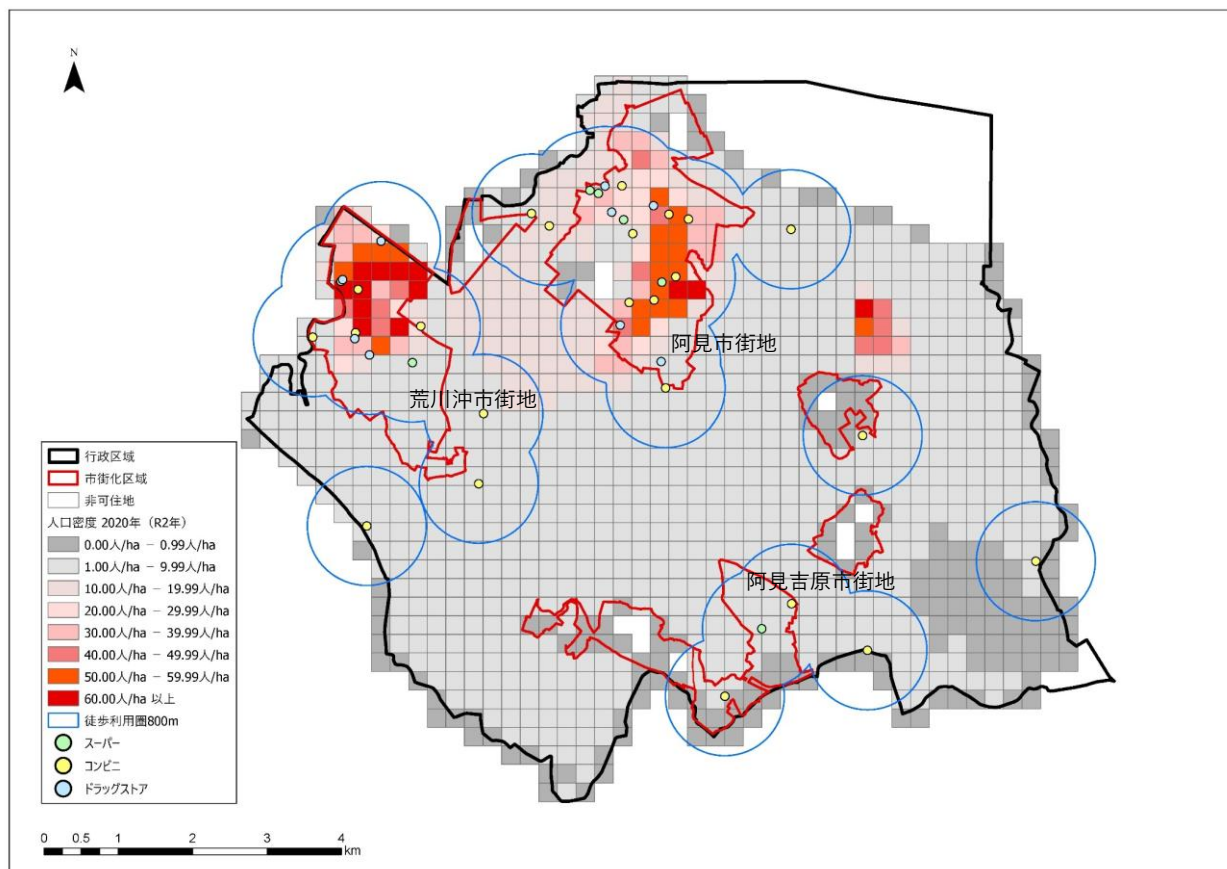 N
阿見市街地
荒川沖市街地
阿見吉原市街地
行政区域
市街化区域
非可住地
人口密度 2020年（R2年）
0.00人/ha － 0.99人/ha
1.00人/ha － 9.99人/ha
10.00人/ha － 19.99人/ha
20.00人/ha － 29.99人/ha
30.00人/ha － 39.99人/ha
40.00人/ha － 49.99人/ha
50.00人/ha － 59.99人/ha
60.00人/ha 以上
徒歩利用圏800m
スーパー
コンビニ
ドラッグストア
0 0.5 1 2 3 4
km